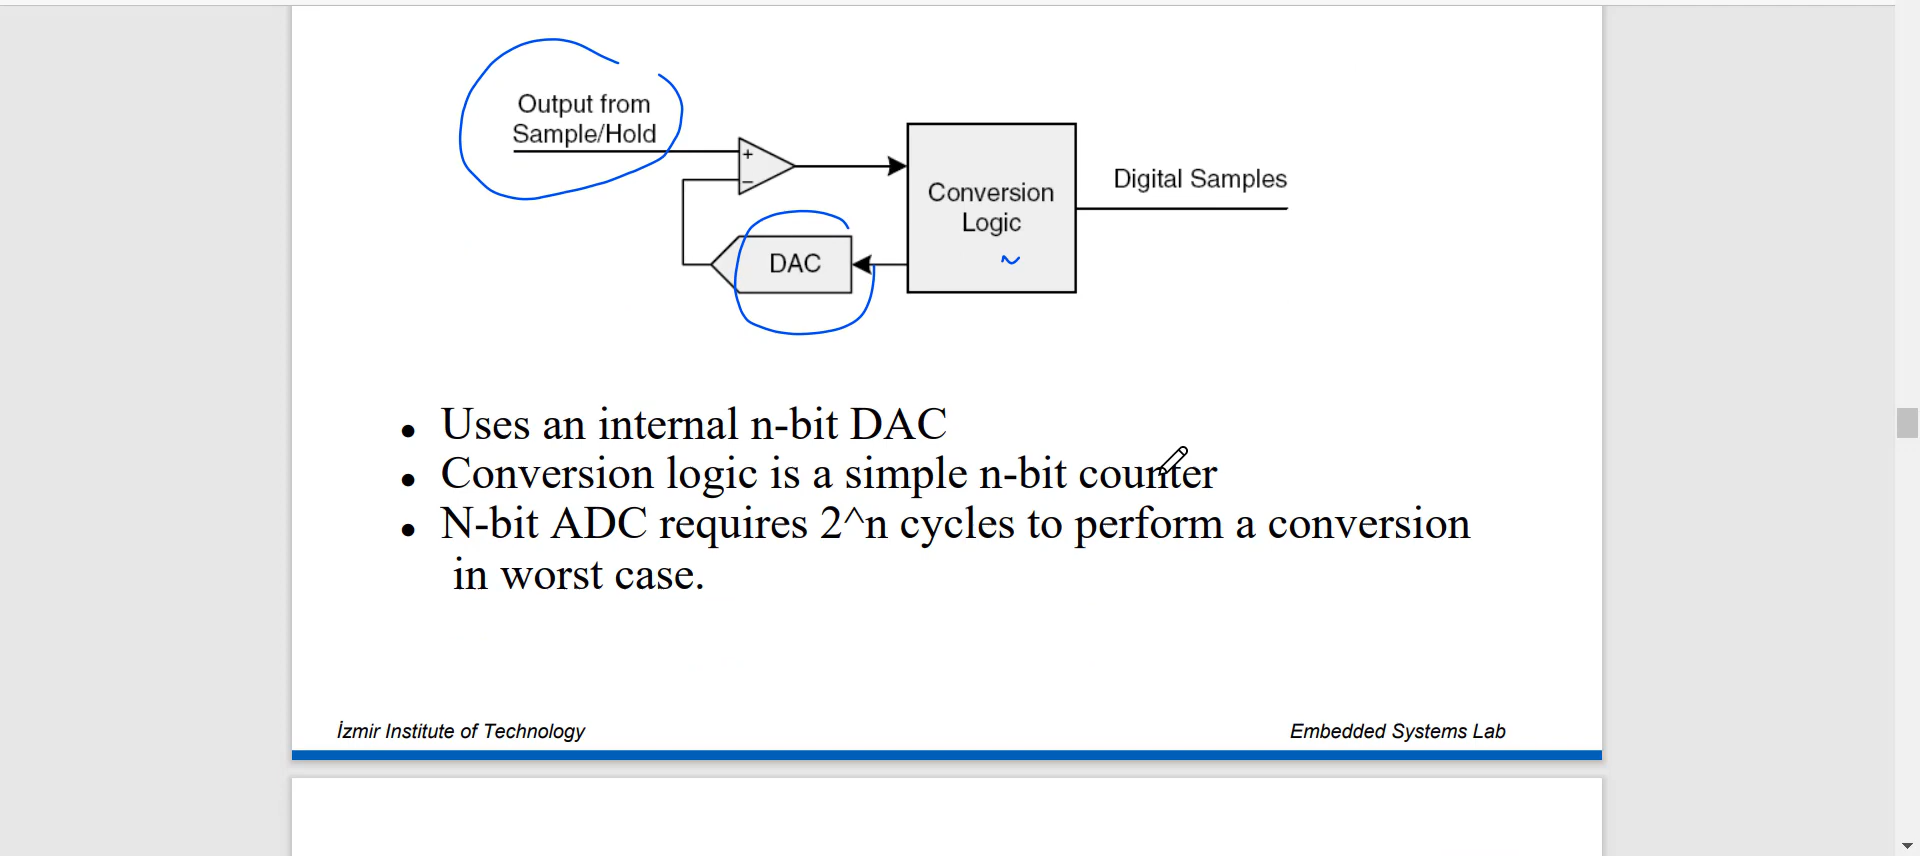 Output from
Sample/Hold
+
−
Conversion
Logic
Digital Samples
DAC
● Uses an internal n-bit DAC
● Conversion logic is a simple n-bit counter
● N-bit ADC requires 2^n cycles to perform a conversion
in worst case.
İzmir Institute of Technology
Embedded Systems Lab